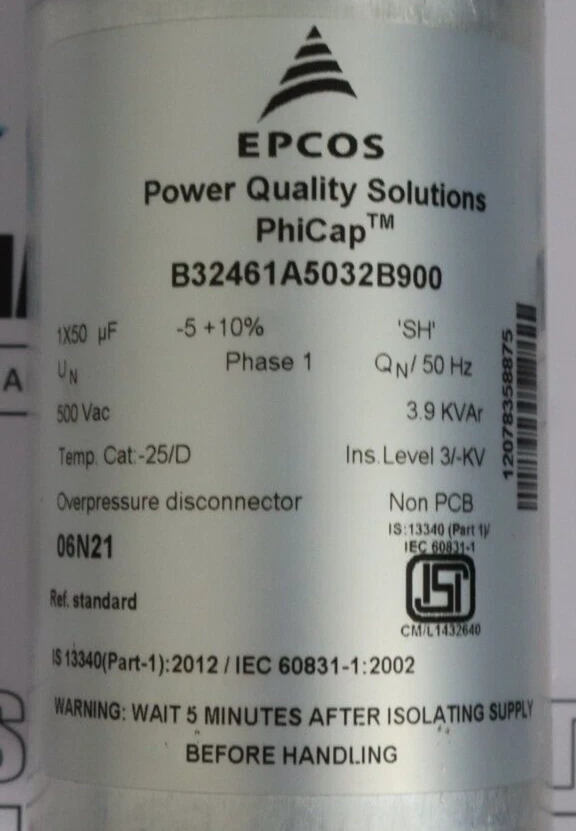 EPCOS
Power Quality Solutions
PhiCap™
B32461A5032B900
1X50 µF -5 +10% 'SH'
UN Phase 1 QN/ 50 Hz
500 Vac 3.9 KVAr
Temp. Cat:-25/D Ins.Level 3/-KV
Overpressure disconnector Non PCB
06N21 IS:13340 (Part 1)/
IEC 60831-1
Ref. standard
CM/L1432640
IS 13340(Part-1):2012 / IEC 60831-1:2002
WARNING: WAIT 5 MINUTES AFTER ISOLATING SUPPLY
BEFORE HANDLING
12078358875
A